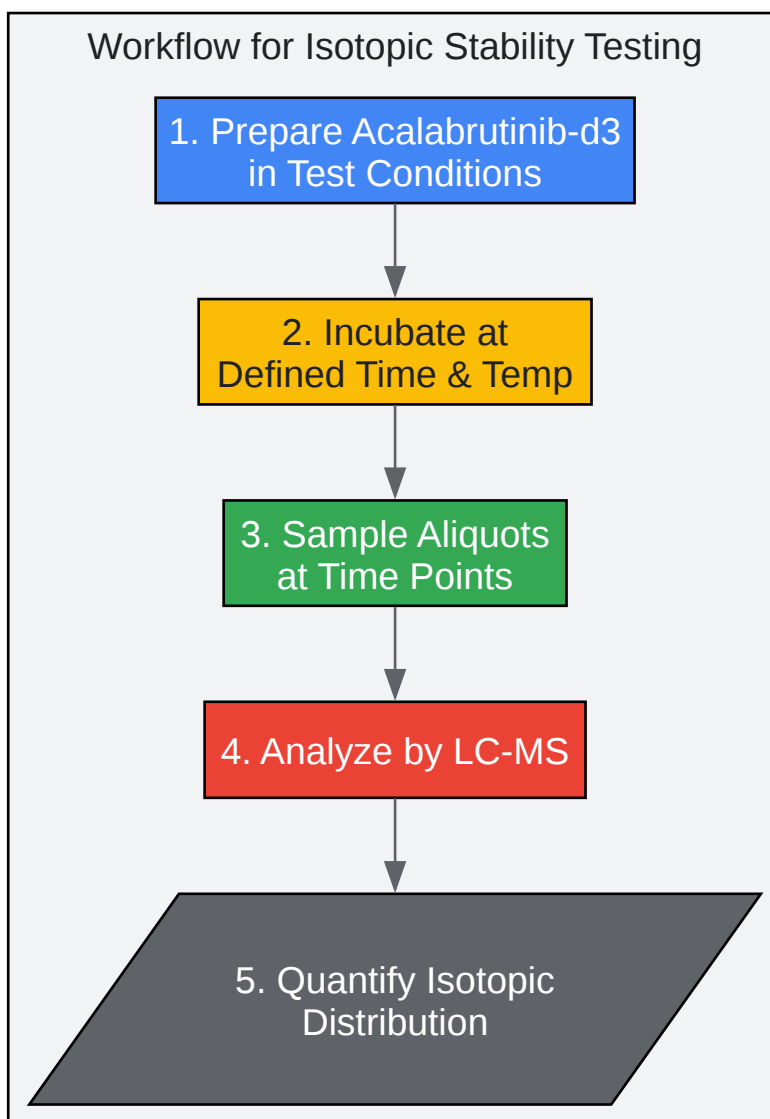 Workflow for Isotopic Stability Testing
1. Prepare Acalabrutinib-d3
in Test Conditions
2. Incubate at
Defined Time & Temp
3. Sample Aliquots
at Time Points
4. Analyze by LC-MS
5. Quantify Isotopic
Distribution